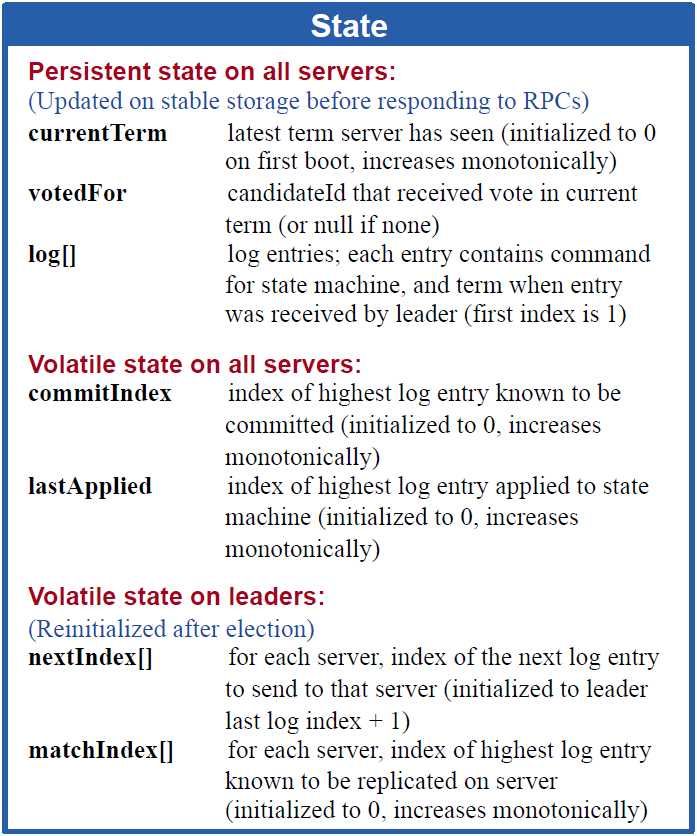 State
Persistent state on all servers:
(Updated on stable storage before responding to RPCs)
currentTerm latest term server has seen (initialized to 0
on first boot, increases monotonically)
votedFor candidateId that received vote in current
term (or null if none)
log[] log entries; each entry contains command
for state machine, and term when entry
was received by leader (first index is 1)
Volatile state on all servers:
commitIndex index of highest log entry known to be
committed (initialized to 0, increases
monotonically)
lastApplied index of highest log entry applied to state
machine (initialized to 0, increases
monotonically)
Volatile state on leaders:
(Reinitialized after election)
nextIndex[] for each server, index of the next log entry
to send to that server (initialized to leader
last log index + 1)
matchIndex[] for each server, index of highest log entry
known to be replicated on server
(initialized to 0, increases monotonically)